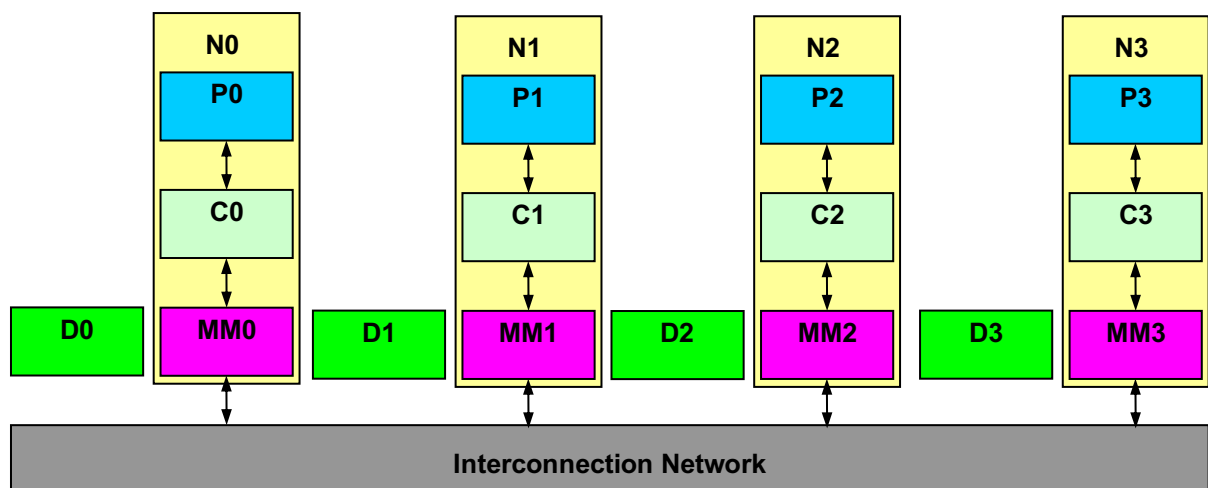 N0 N1 N2 N3
P0 P1 P2 P3
C0 C1 C2 C3
D0 MM0 D1 MM1 D2 MM2 D3 MM3
Interconnection Network